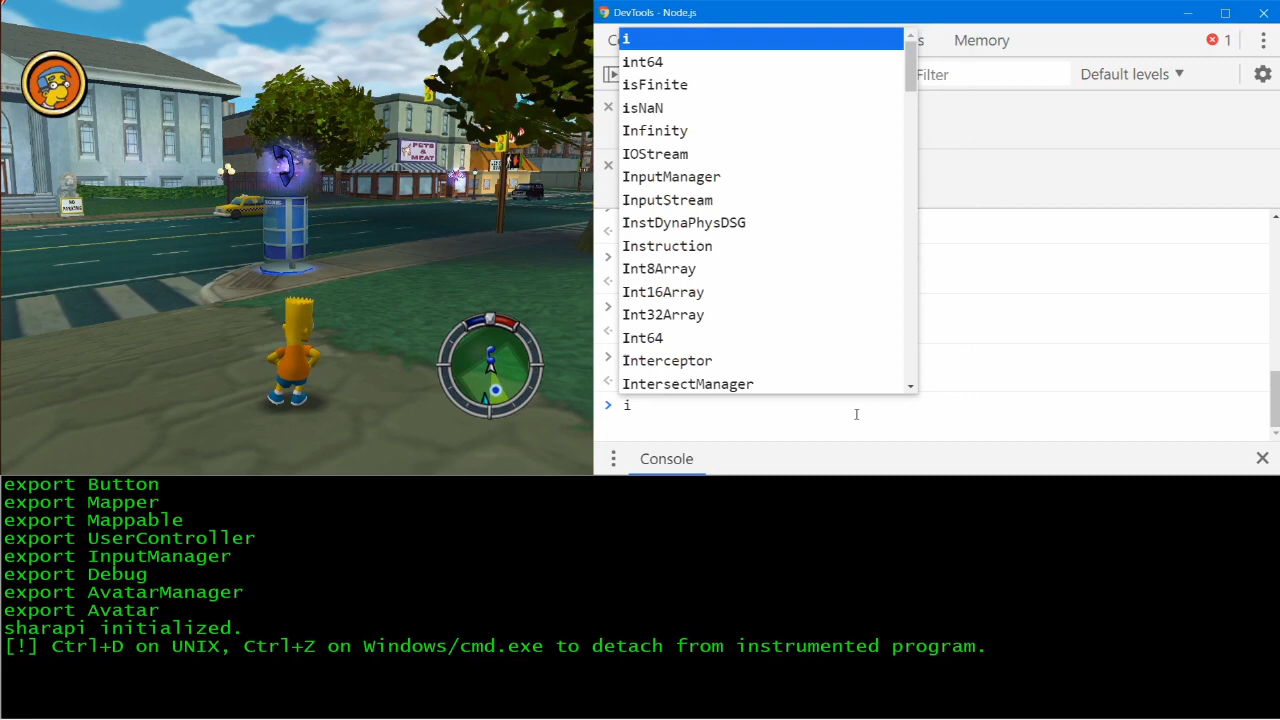 DevTools - Node.js
Memory
1
Filter
Default levels
i
int64
isFinite
isNaN
Infinity
IOStream
InputManager
InputStream
InstDynaPhysDSG
Instruction
Int8Array
Int16Array
Int32Array
Int64
Interceptor
IntersectManager
> i
Console
PETS
& MEAT
NO
PARKING
export Button
export Mapper
export Mappable
export UserController
export InputManager
export Debug
export AvatarManager
export Avatar
sharapi initialized.
[!] Ctrl+D on UNIX, Ctrl+Z on Windows/cmd.exe to detach from instrumented program.